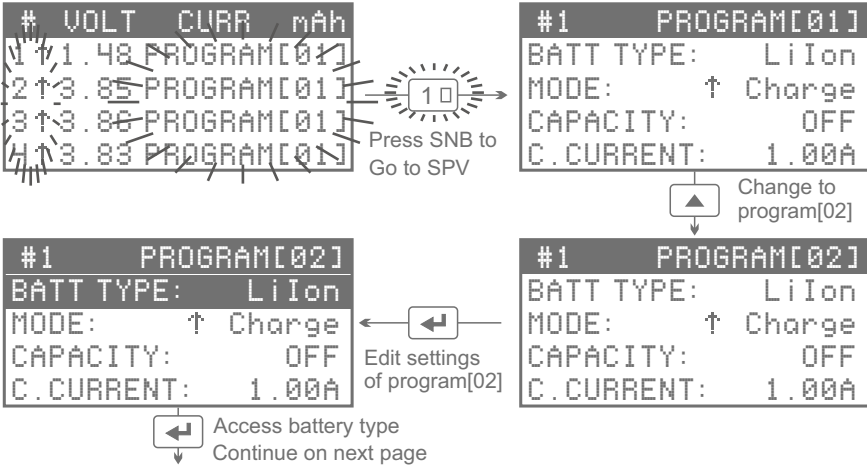 # VOLT CURR mAh
1↑1.48 PROGRAM[01]
2↑3.85 PROGRAM[01]
3↑3.86 PROGRAM[01]
4↑3.83 PROGRAM[01]
1
Press SNB to
Go to SPV
#1 PROGRAM[01]
BATT TYPE: LiIon
MODE: ↑ Charge
CAPACITY: OFF
C.CURRENT: 1.00A
Change to
program[02]
#1 PROGRAM[02]
BATT TYPE: LiIon
MODE: ↑ Charge
CAPACITY: OFF
C.CURRENT: 1.00A
Edit settings
of program[02]
#1 PROGRAM[02]
BATT TYPE: LiIon
MODE: ↑ Charge
CAPACITY: OFF
C.CURRENT: 1.00A
Access battery type
Continue on next page